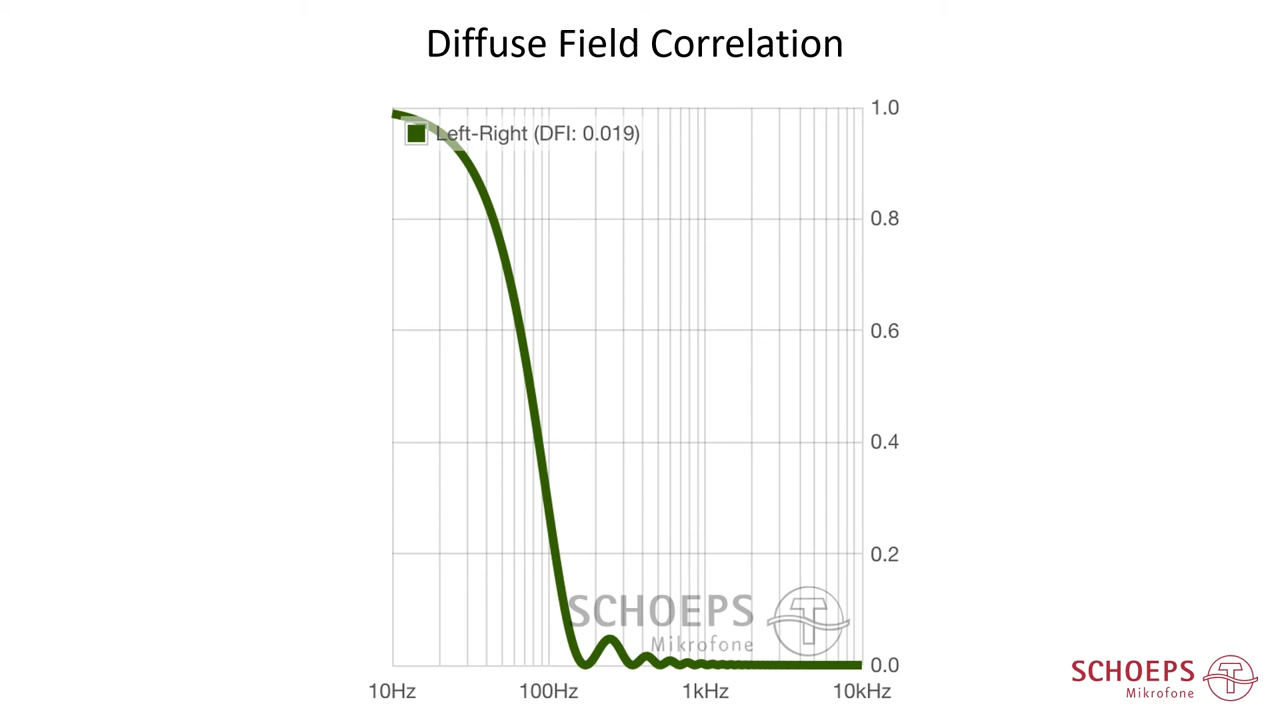 Diffuse Field Correlation
Left-Right (DFI: 0.019)
1.0
0.8
0.6
0.4
0.2
0.0
10Hz 100Hz 1kHz 10kHz
SCHOEPS
Mikrofone
SCHOEPS
Mikrofone